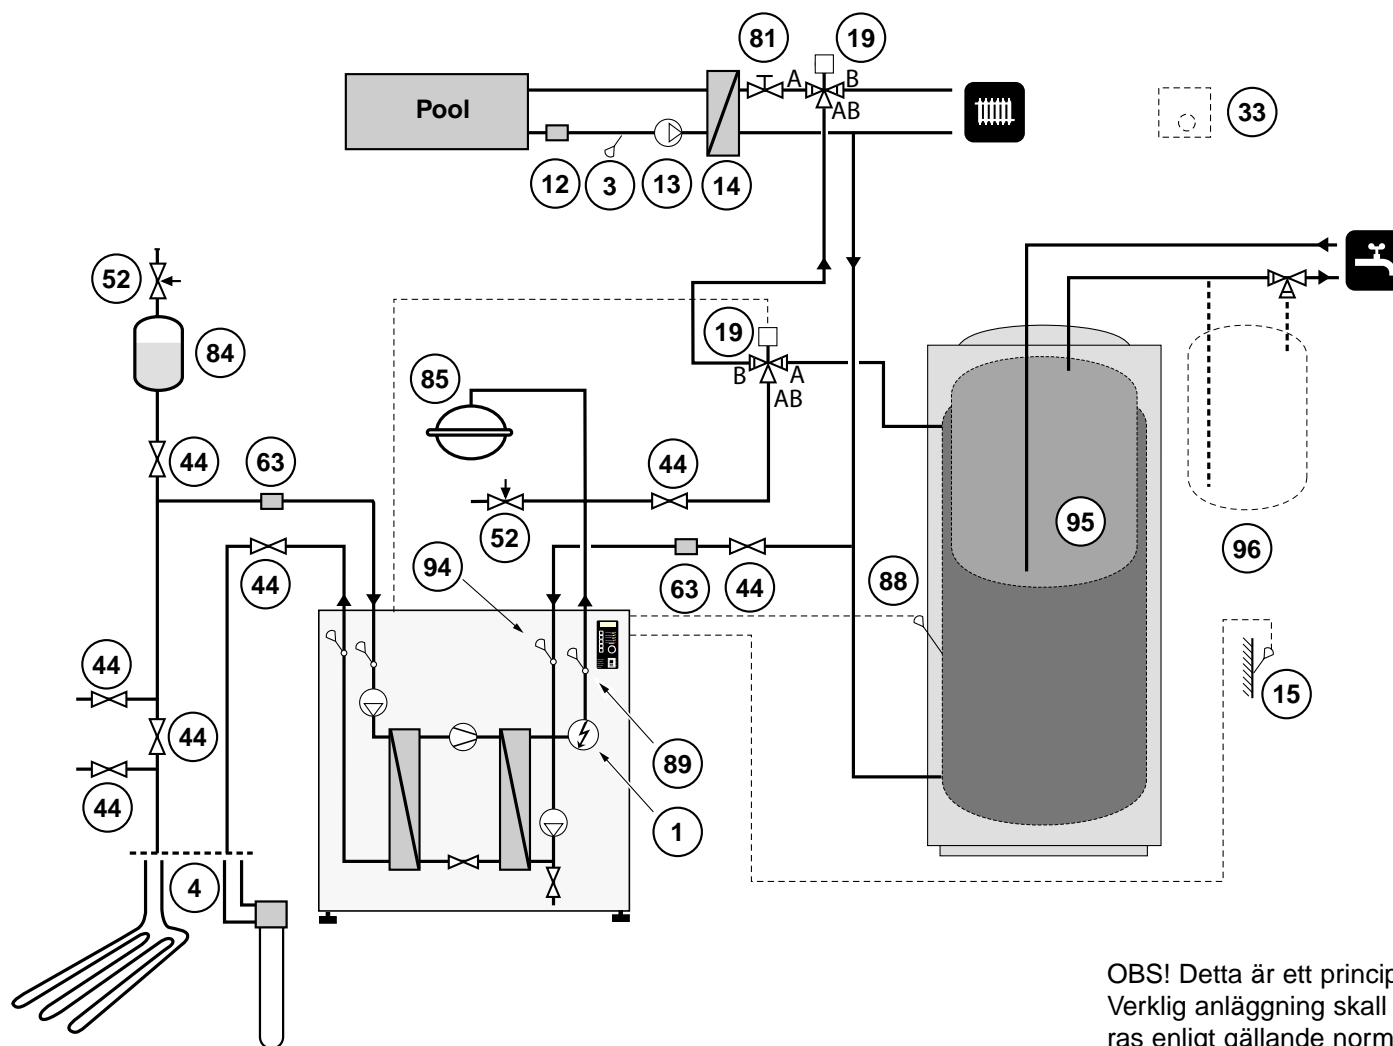 81
19
A
B
AB
Pool
33
12
3
13
14
52
84
19
B
A
AB
85
44
63
44
52
95
96
94
44
63
44
88
44
15
44
89
44
1
4
OBS! Detta är ett princip
Verklig anläggning skall
ras enligt gällande norm